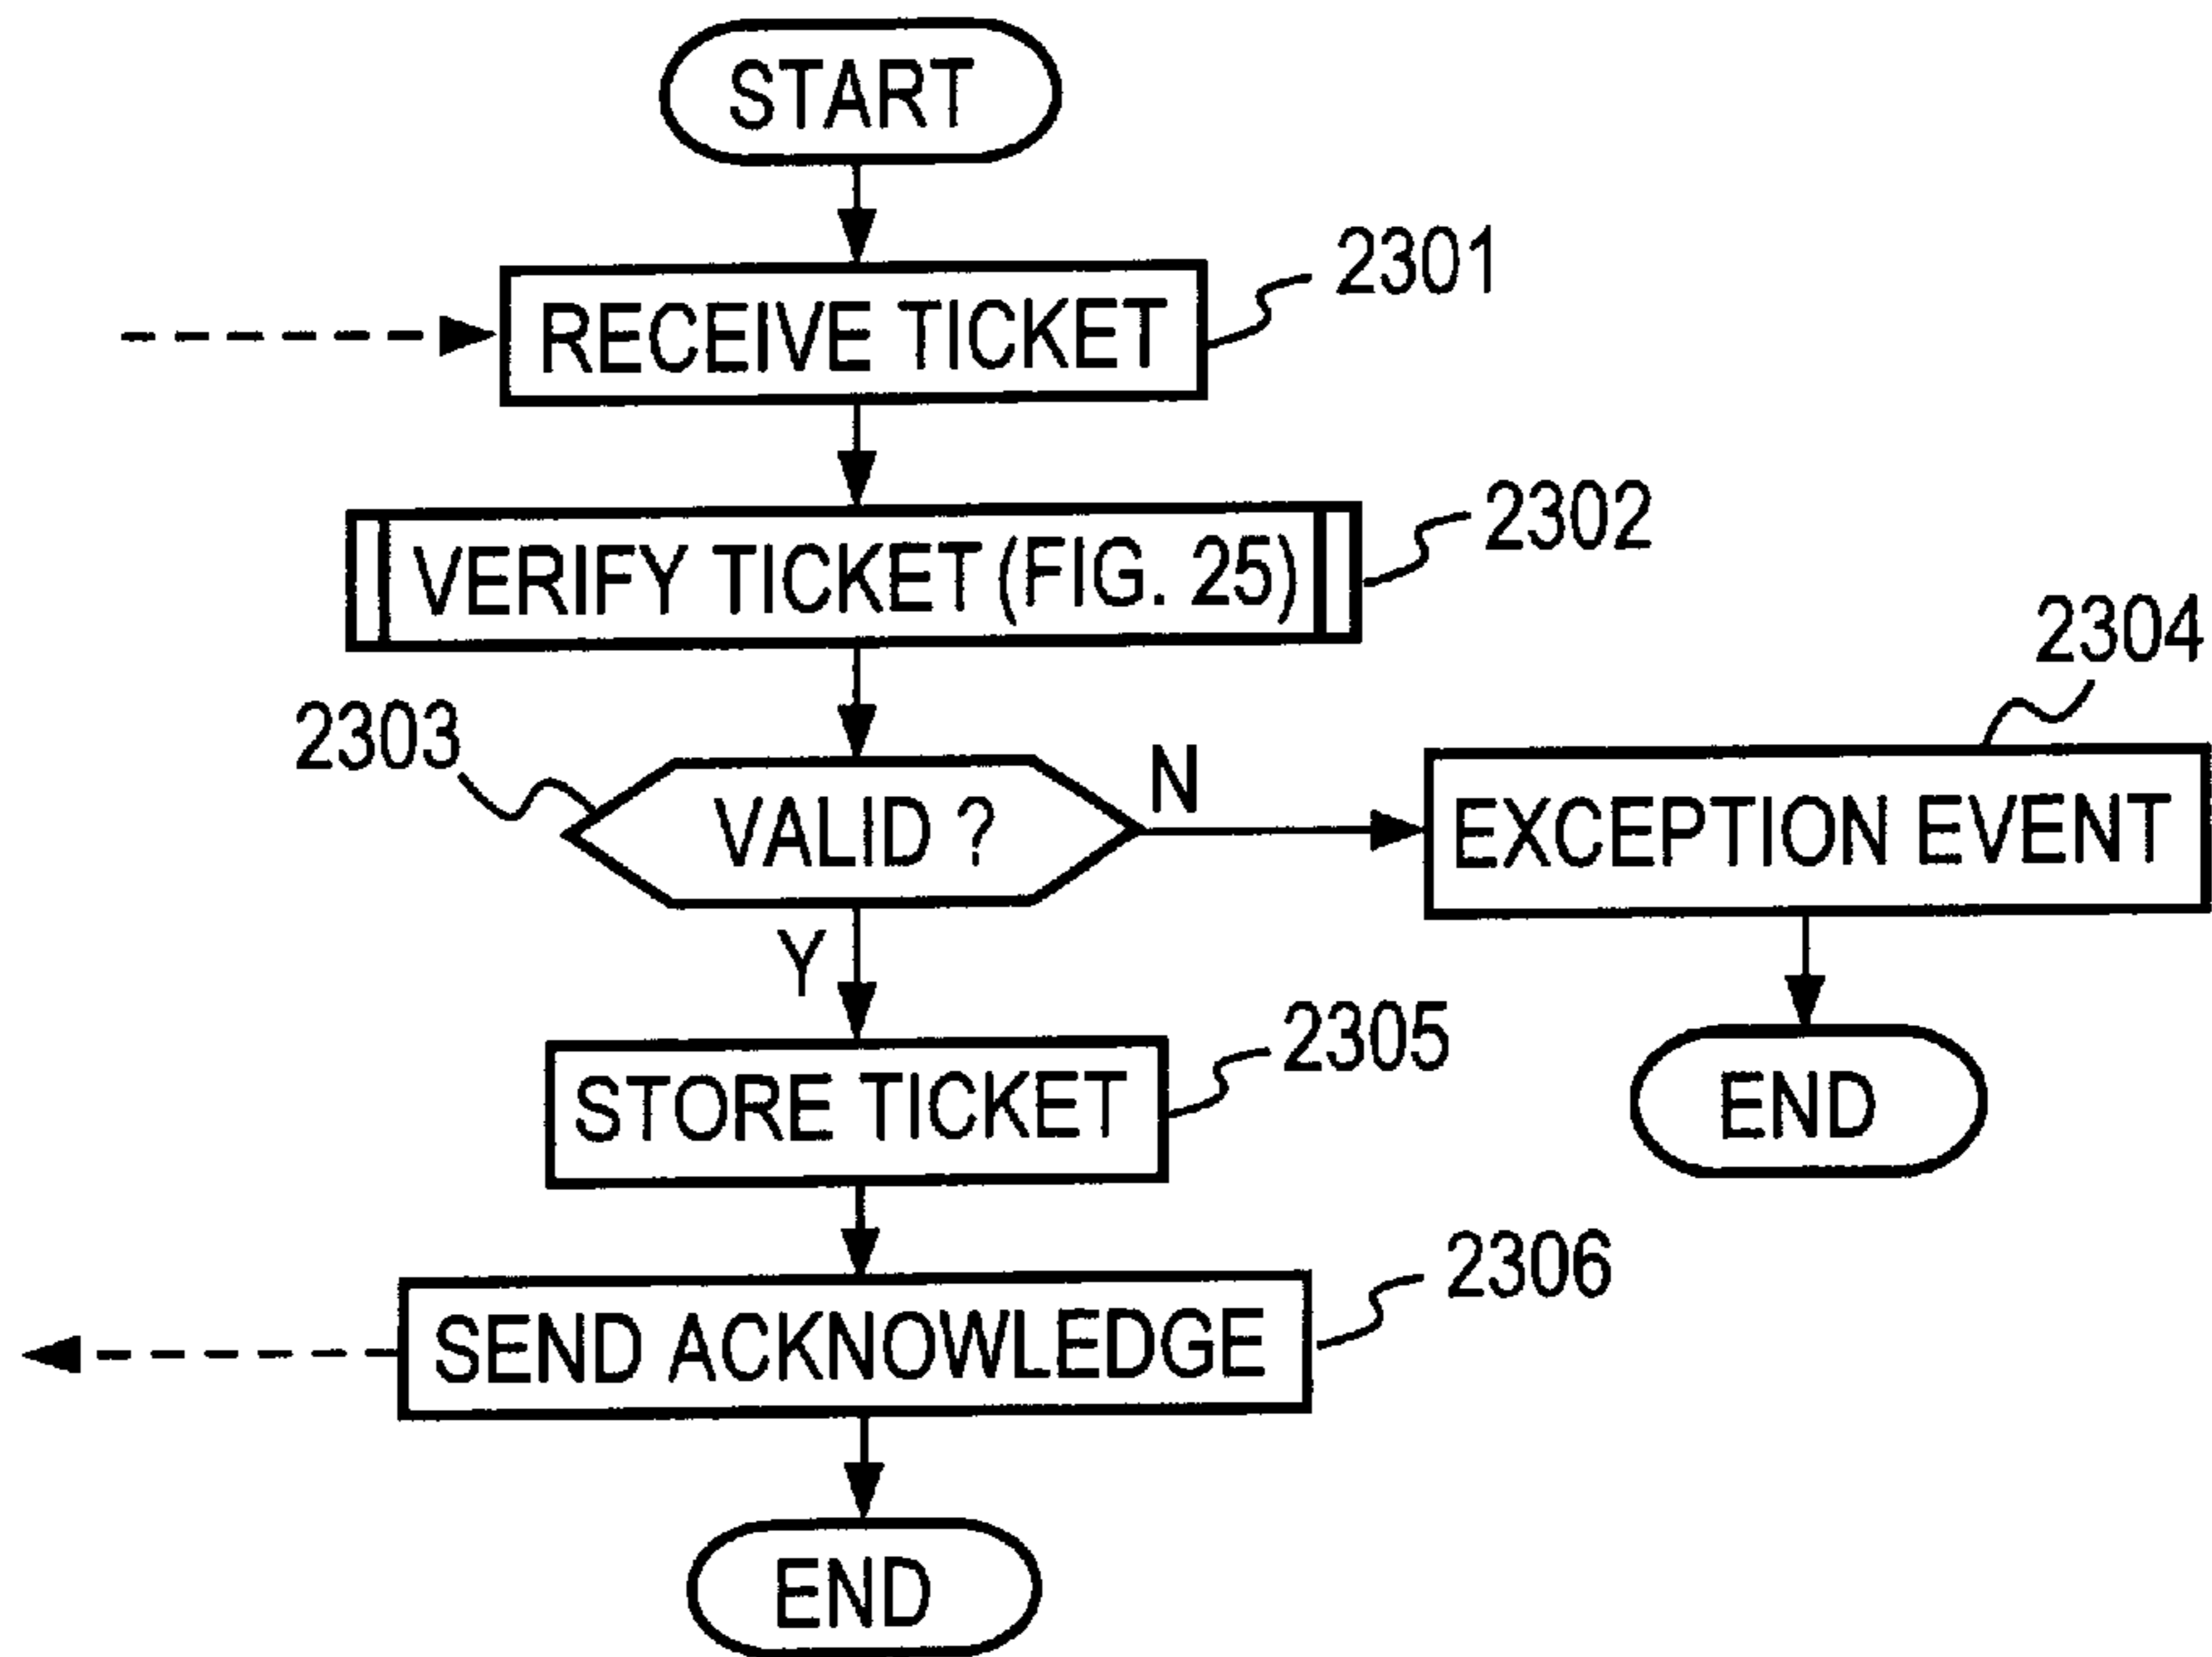 START
2301
RECEIVE TICKET
2302
VERIFY TICKET (FIG. 25)
2303
VALID ?
N
2304
EXCEPTION EVENT
END
Y
2305
STORE TICKET
2306
SEND ACKNOWLEDGE
END